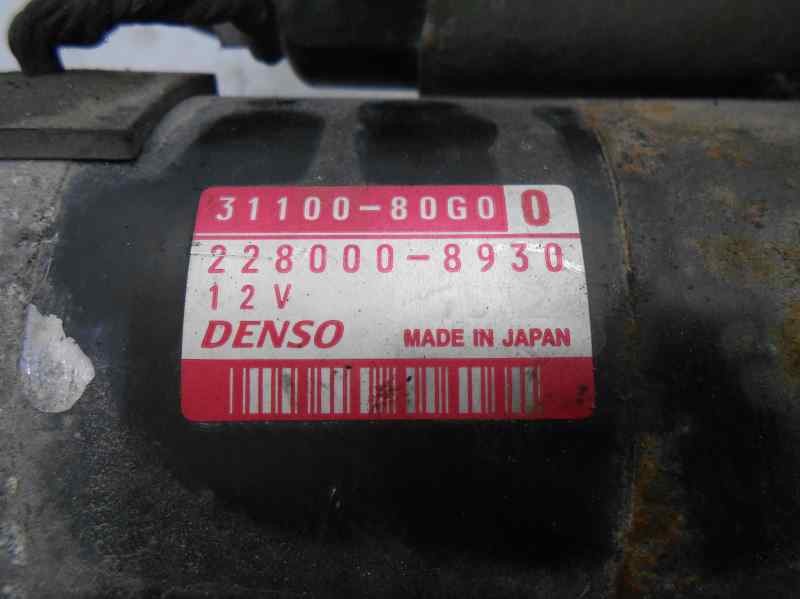 31100-80G0 0
228000-8930
12V
DENSO MADE IN JAPAN